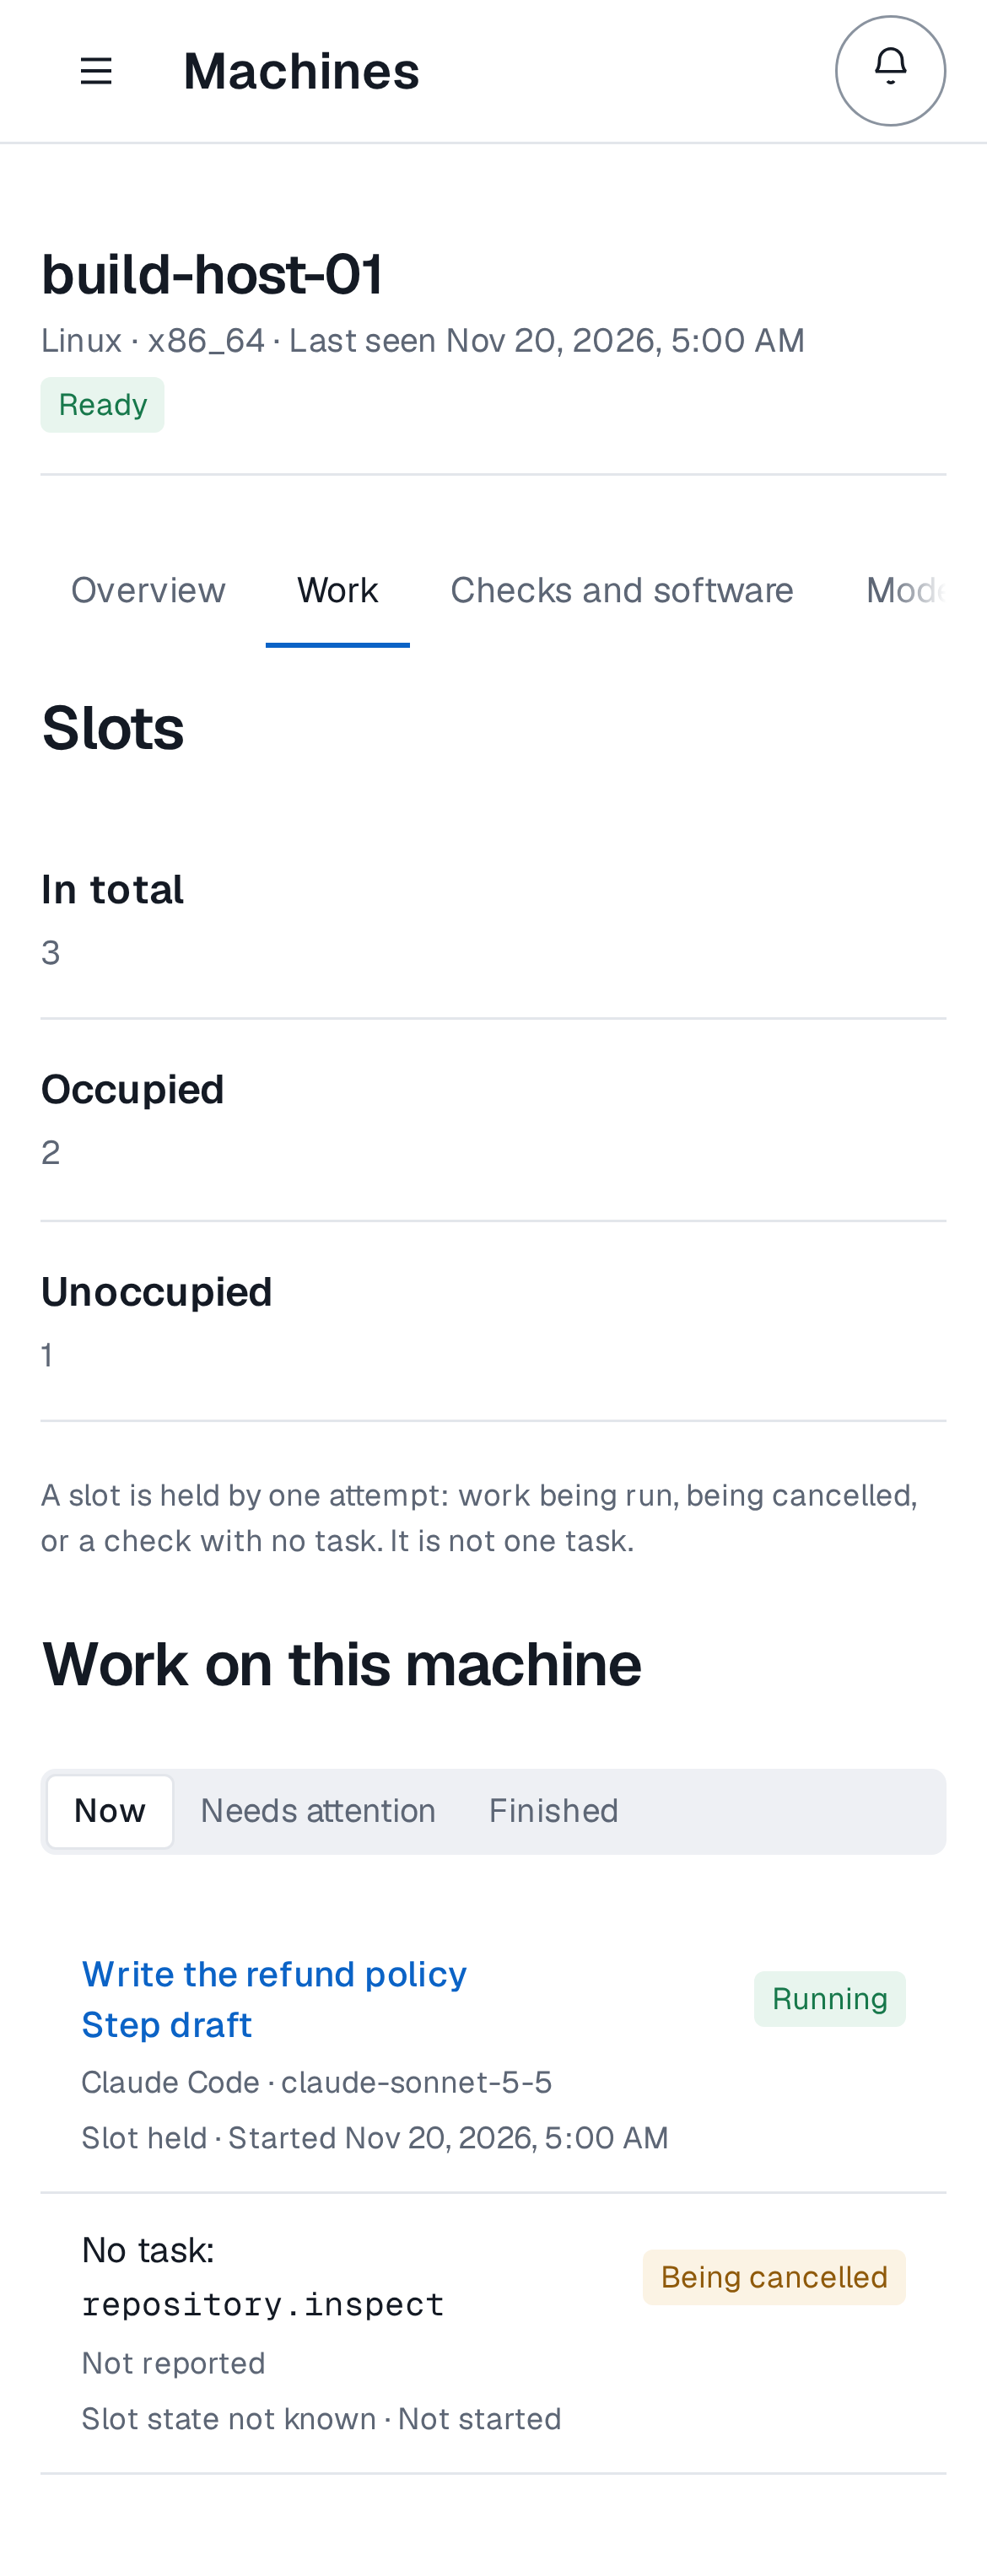 Machines
build-host-01
Linux · x86_64 · Last seen Nov 20, 2026, 5:00 AM
Ready
Overview Work Checks and software Mode
Slots
In total
3
Occupied
2
Unoccupied
1
A slot is held by one attempt: work being run, being cancelled,
or a check with no task. It is not one task.
Work on this machine
Now Needs attention Finished
Write the refund policy
Step draft
Running
Claude Code · claude-sonnet-5-5
Slot held · Started Nov 20, 2026, 5:00 AM
No task:
repository.inspect
Being cancelled
Not reported
Slot state not known · Not started